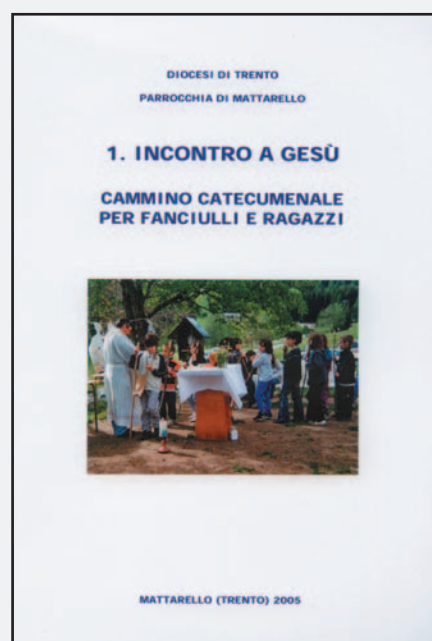 DIOCESI DI TRENTO
PARROCCHIA DI MATTARELLO
1. INCONTRO A GESÙ
CAMMINO CATECUMENALE
PER FANCIULLI E RAGAZZI
MATTARELLO (TRENTO) 2005